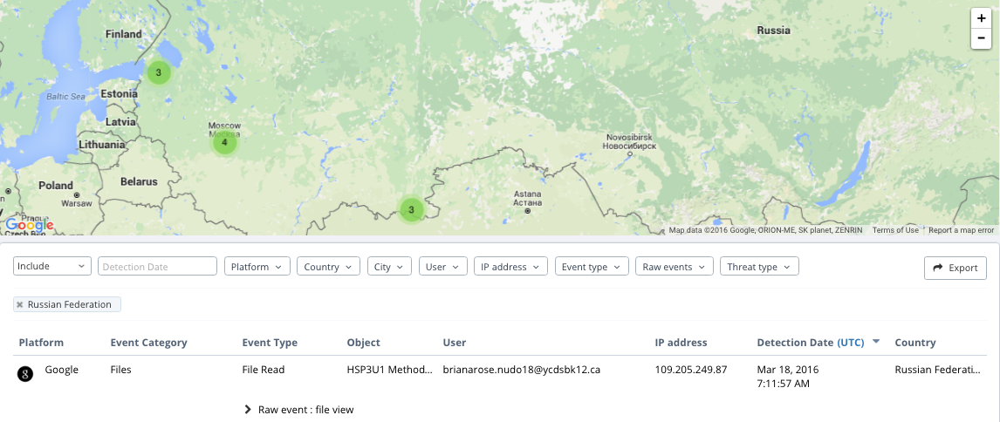 Finland
Russia
+
−
3
Baltic Sea
Estonia
Latvia
Moscow
Москва
4
Lithuania
Novosibirsk
Новосибирск
Belarus
Poland
Warsaw
3
Astana
Астана
Prague
Google
Map data ©2016 Google, ORION-ME, SK planet, ZENRIN Terms of Use Report a map error
Include Detection Date Platform Country City User IP address Event type Raw events Threat type Export
Russian Federation
Platform Event Category Event Type Object User IP address Detection Date (UTC) Country
Google Files File Read HSP3U1 Method... brianarose.nudo18@ycdsbk12.ca 109.205.249.87 Mar 18, 2016 Russian Federati...
7:11:57 AM
Raw event : file view